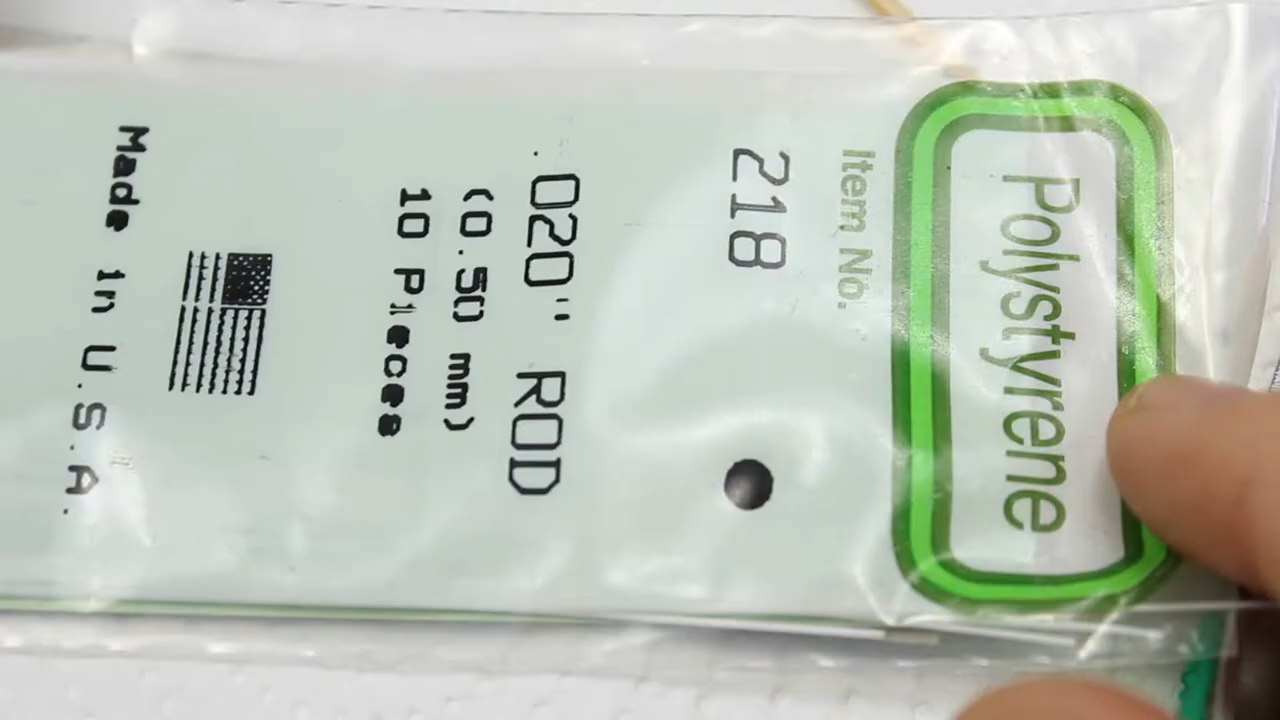 Polystyrene
Item No.
218
.020" ROD
(0.50 mm)
10 Pieces
Made in U.S.A.